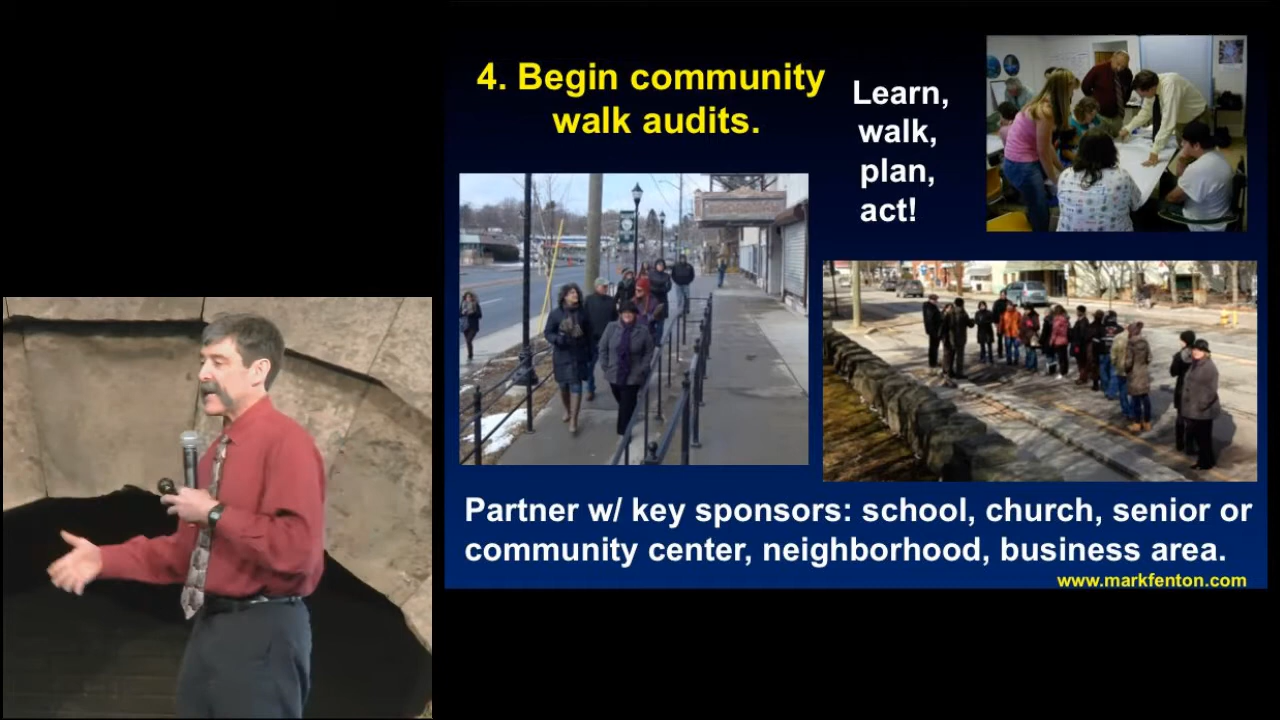 4. Begin community
walk audits.
Learn,
walk,
plan,
act!
Partner w/ key sponsors: school, church, senior or
community center, neighborhood, business area.
www.markfenton.com